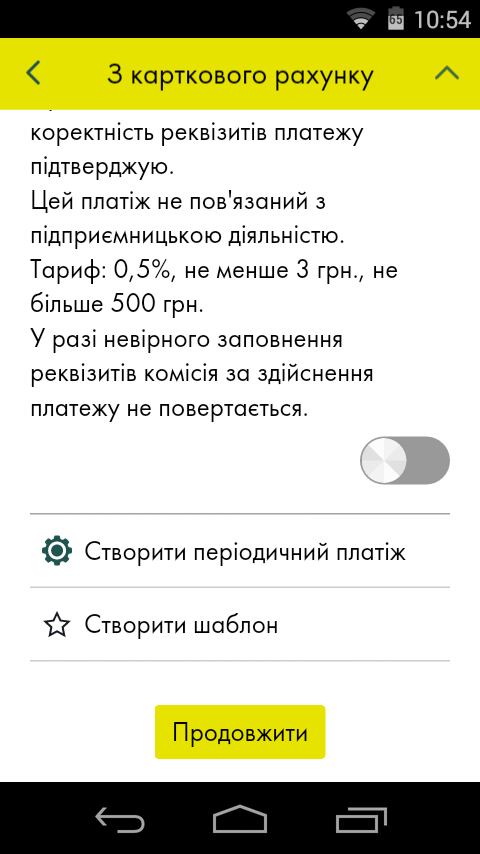 65 10:54
З карткового рахунку
коректність реквізитів платежу
підтверджую.
Цей платіж не пов'язаний з
підприємницькою діяльністю.
Тариф: 0,5%, не менше 3 грн., не
більше 500 грн.
У разі невірного заповнення
реквізитів комісія за здійснення
платежу не повертається.
Створити періодичний платіж
Створити шаблон
Продовжити